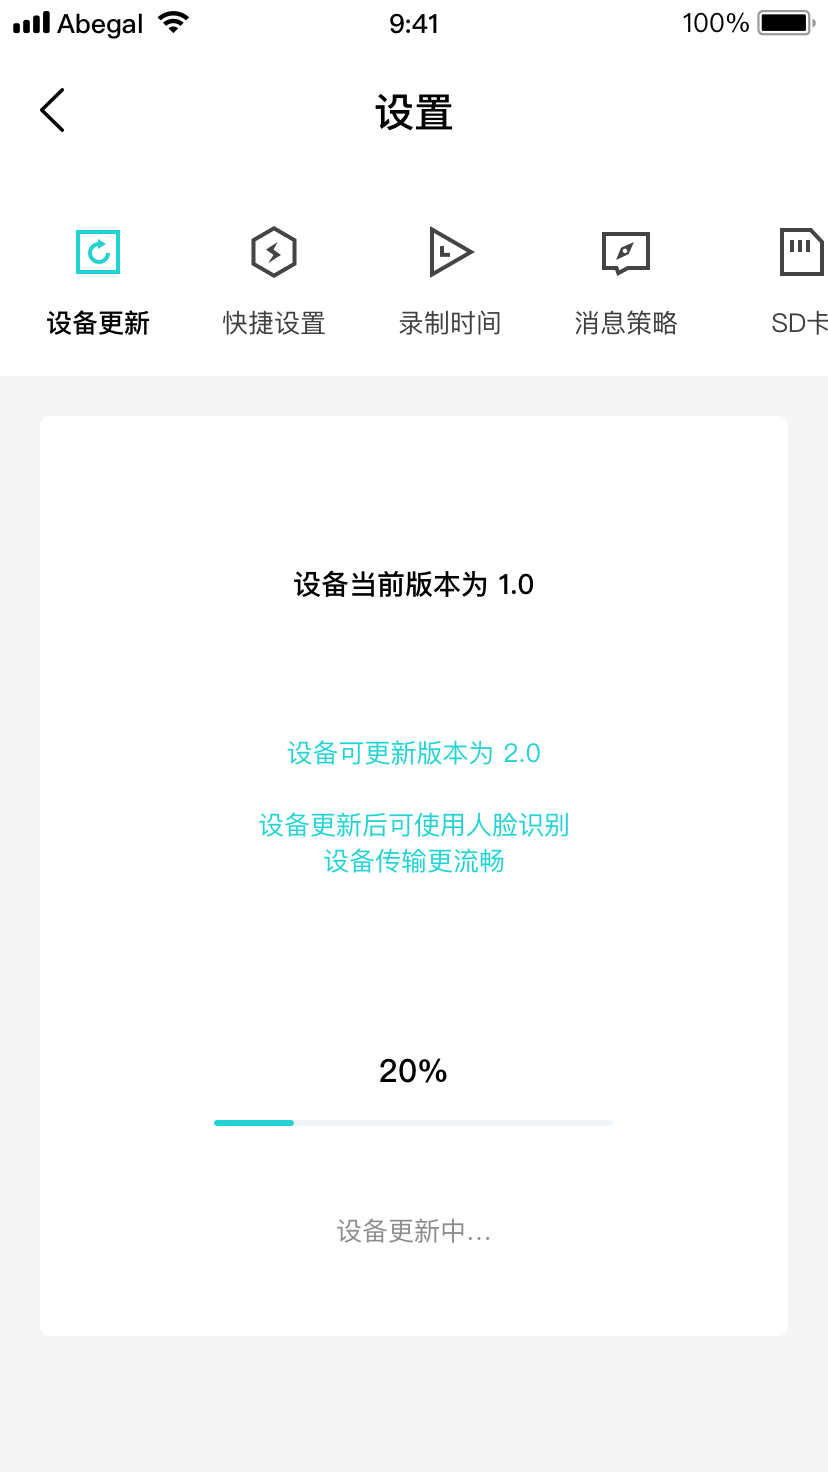 Abegal 9:41 100%
设置
设备更新 快捷设置 录制时间 消息策略 SD卡
设备当前版本为 1.0
设备可更新版本为 2.0
设备更新后可使用人脸识别
设备传输更流畅
20%
设备更新中...